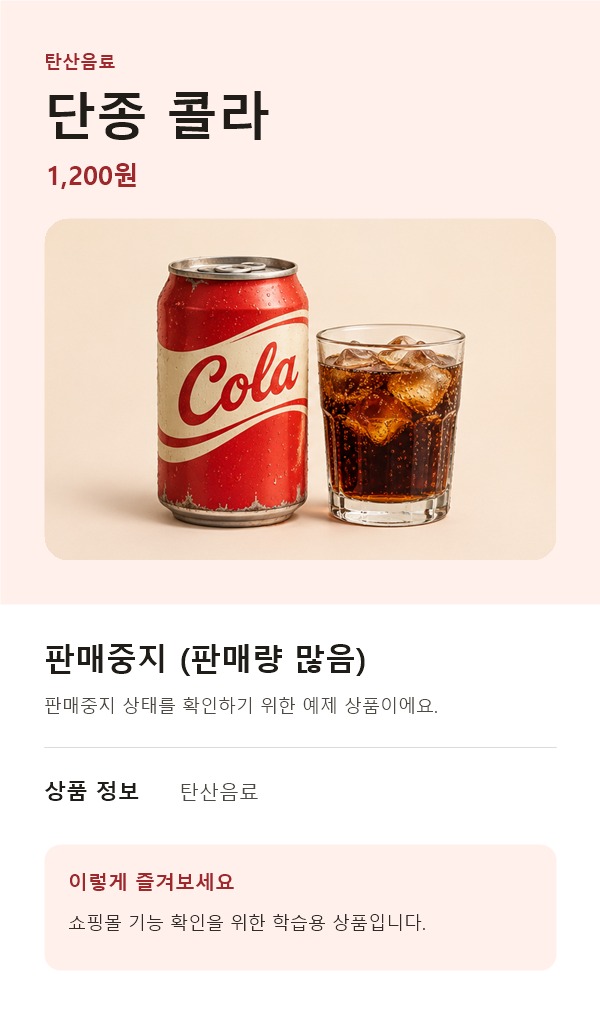 탄산음료
단종 콜라
1,200원
Cola
판매중지 (판매량 많음)
판매중지 상태를 확인하기 위한 예제 상품이에요.
상품 정보 탄산음료
이렇게 즐겨보세요
쇼핑몰 기능 확인을 위한 학습용 상품입니다.